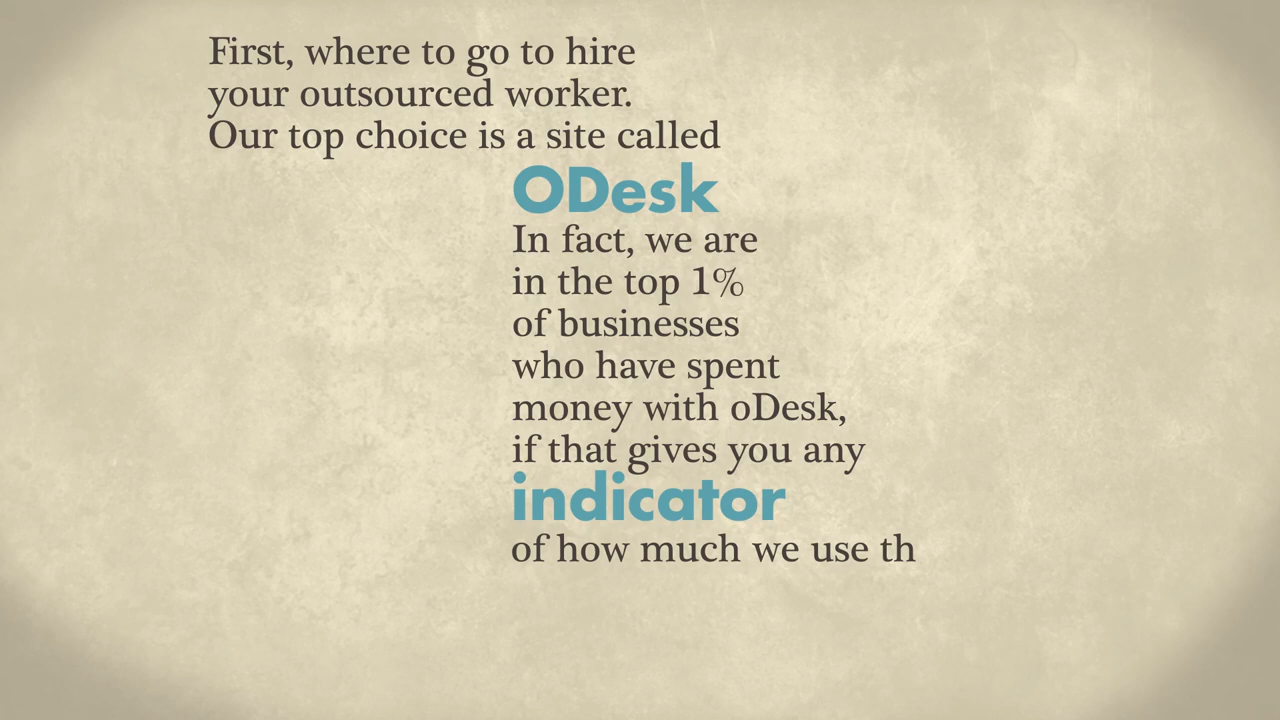 First, where to go to hire
your outsourced worker.
Our top choice is a site called
ODesk
In fact, we are
in the top 1%
of businesses
who have spent
money with oDesk,
if that gives you any
indicator
of how much we use th